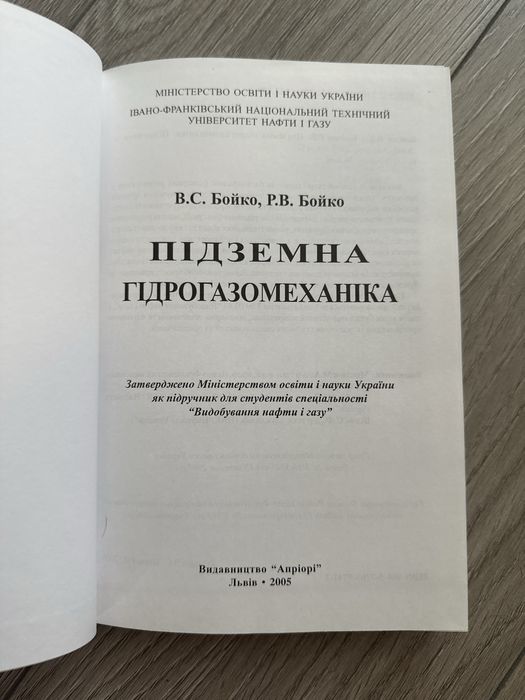 МІНІСТЕРСТВО ОСВІТИ І НАУКИ УКРАЇНИ
ІВАНО-ФРАНКІВСЬКИЙ НАЦІОНАЛЬНИЙ ТЕХНІЧНИЙ
УНІВЕРСИТЕТ НАФТИ І ГАЗУ
В.С. Бойко, Р.В. Бойко
ПІДЗЕМНА
ГІДРОГАЗОМЕХАНІКА
Затверджено Міністерством освіти і науки України
як підручник для студентів спеціальності
“Видобування нафти і газу”
Видавництво “Апріорі”
Львів • 2005